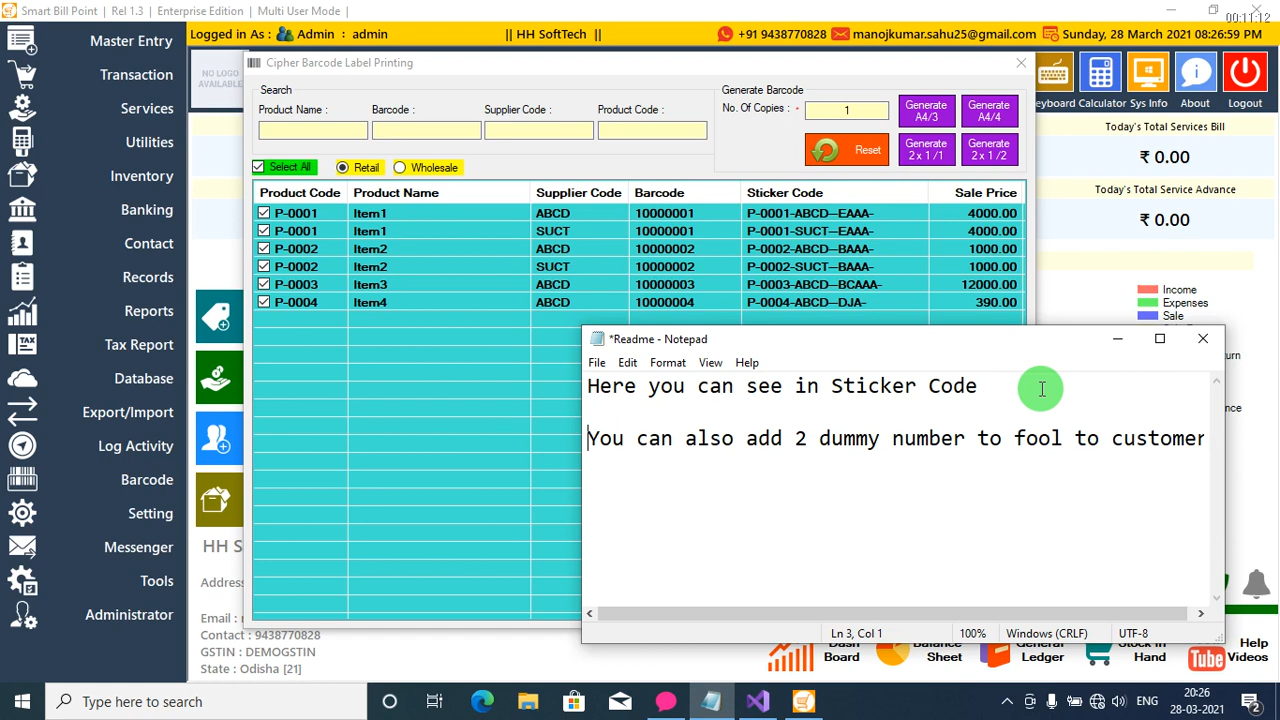 Smart Bill Point | Rel 1.3 | Enterprise Edition | Multi User Mode |
00:11:12
Logged in As : Admin : admin || HH SoftTech || +91 9438770828 manojkumar.sahu25@gmail.com Sunday, 28 March 2021 08:26:59 PM
Master Entry
Transaction
Services
Utilities
Inventory
Banking
Contact
Records
Reports
Tax Report
Database
Export/Import
Log Activity
Barcode
Setting
Messenger
Tools
Administrator
NO LOGO
AVAILABLE
Cipher Barcode Label Printing
Search
Product Name : Barcode : Supplier Code : Product Code :
Generate Barcode
No. Of Copies : * 1
Generate A4/3
Generate A4/4
Reset
Generate 2 x 1 /1
Generate 2 x 1 /2
Select All Retail Wholesale
Product Code Product Name Supplier Code Barcode Sticker Code Sale Price
P-0001 Item1 ABCD 10000001 P-0001-ABCD--EAAA- 4000.00
P-0001 Item1 SUCT 10000001 P-0001-SUCT--EAAA- 4000.00
P-0002 Item2 ABCD 10000002 P-0002-ABCD--BAAA- 1000.00
P-0002 Item2 SUCT 10000002 P-0002-SUCT--BAAA- 1000.00
P-0003 Item3 ABCD 10000003 P-0003-ABCD--BCAAA- 12000.00
P-0004 Item4 ABCD 10000004 P-0004-ABCD--DJA- 390.00
eyboard Calculator Sys Info About Logout
Today's Total Services Bill
₹ 0.00
Today's Total Service Advance
₹ 0.00
Income
Expenses
Sale
*Readme - Notepad
File Edit Format View Help
Here you can see in Sticker Code
You can also add 2 dummy number to fool to customer
Ln 3, Col 1 100% Windows (CRLF) UTF-8
HH S
Address
Email :
Contact : 9438770828
GSTIN : DEMOGSTIN
State : Odisha [21]
Dash Board
Balance Sheet
General Ledger
Stock In Hand
Tube
Help Videos
Type here to search
ENG
20:26
28-03-2021
2